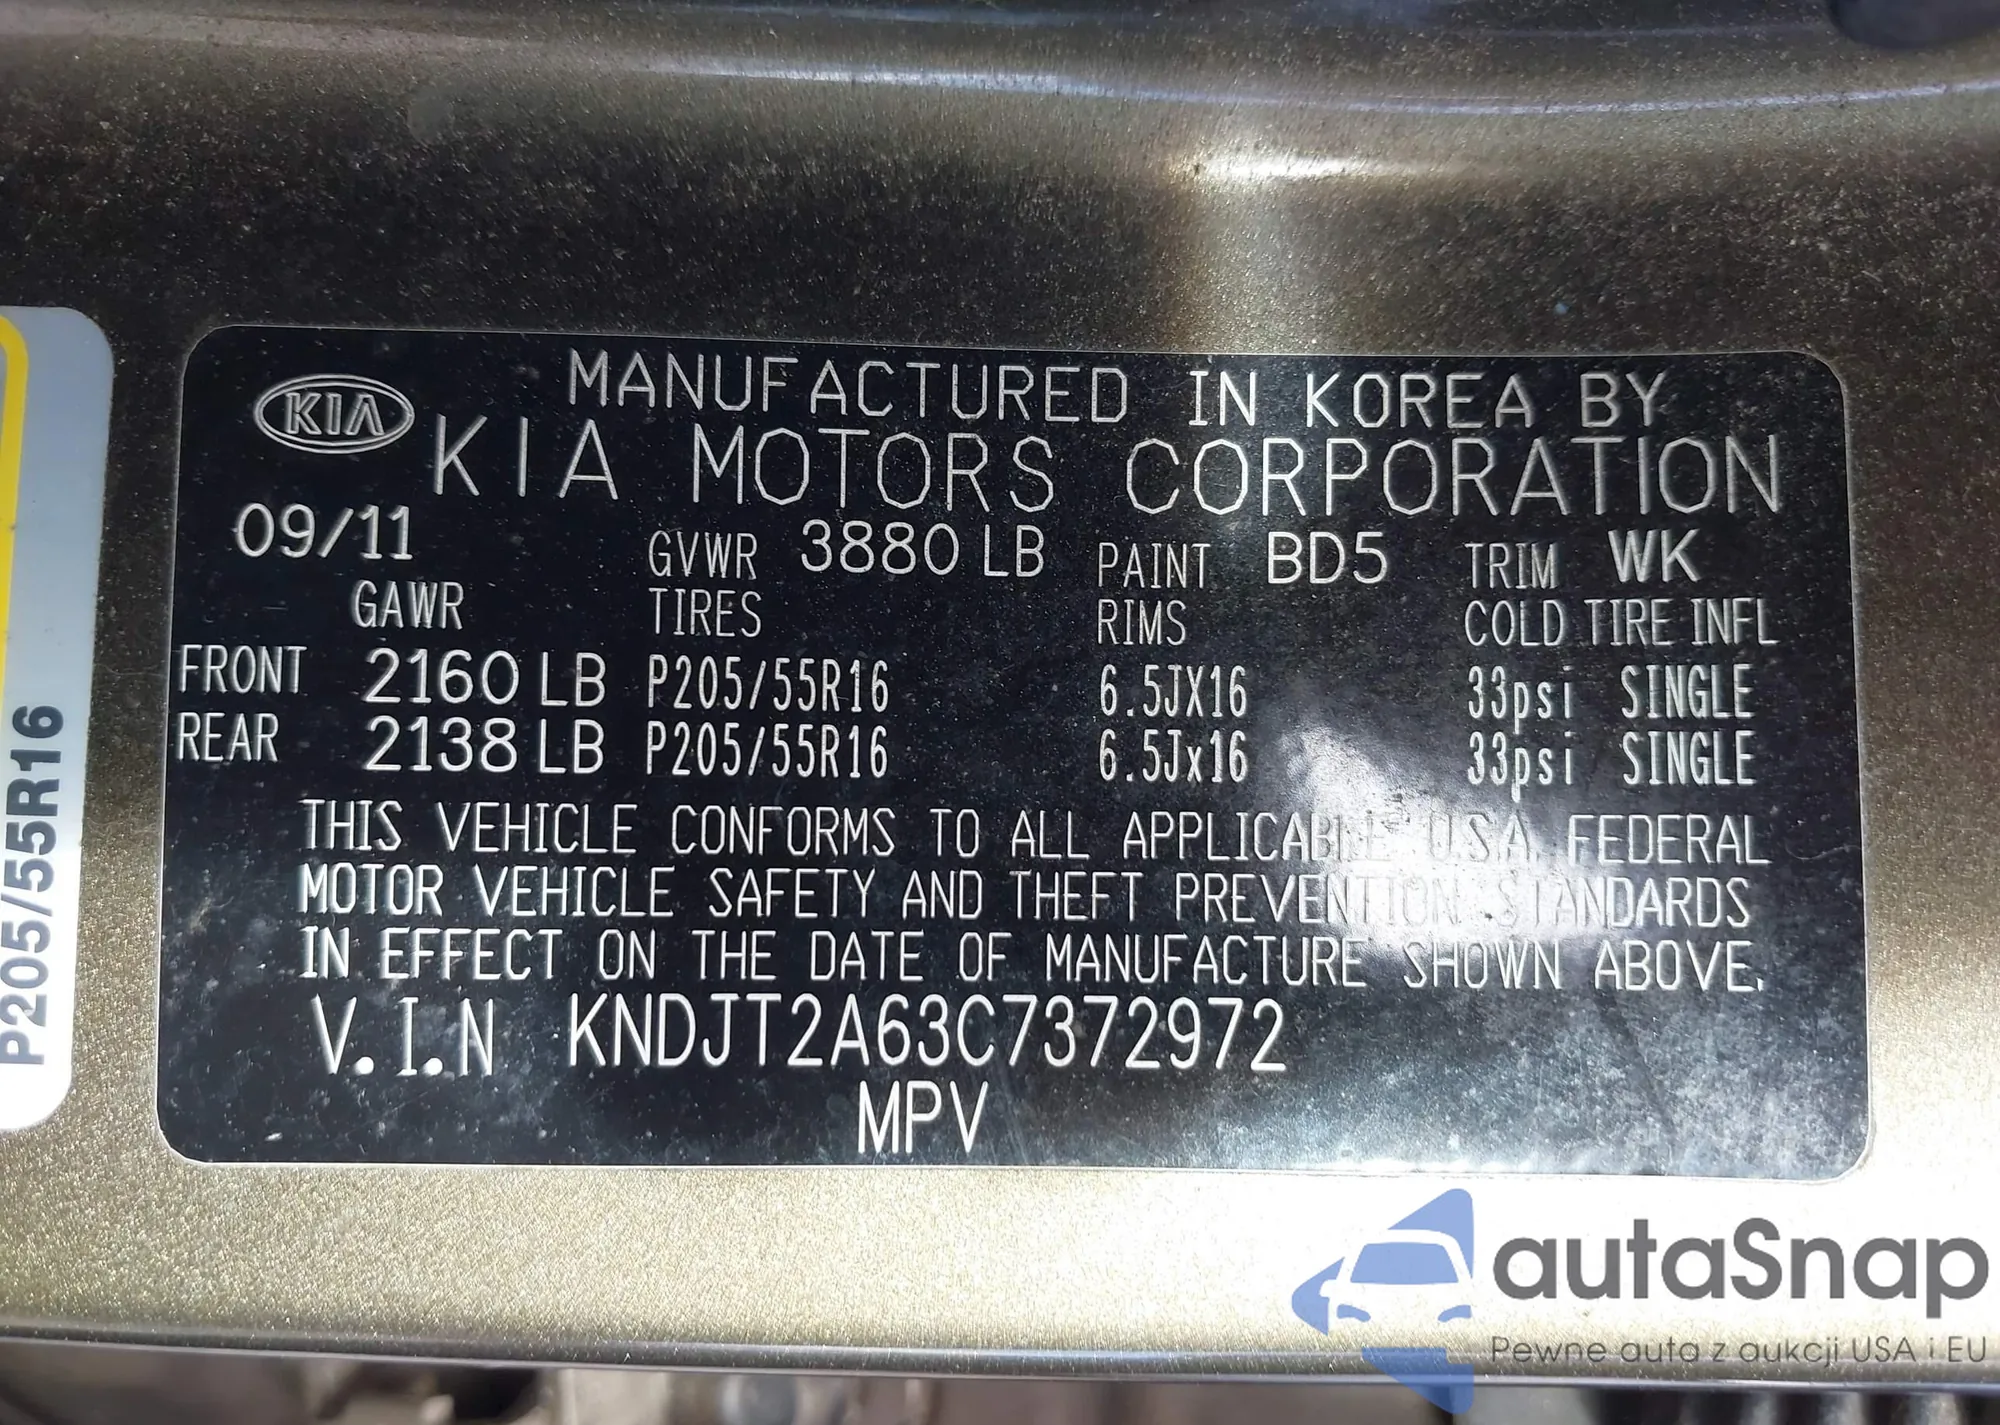 KIA
MANUFACTURED IN KOREA BY
KIA MOTORS CORPORATION
09/11 GVWR 3880 LB PAINT BD5 TRIM WK
GAWR TIRES RIMS COLD TIRE INFL
FRONT 2160 LB P205/55R16 6.5JX16 33psi SINGLE
REAR 2138 LB P205/55R16 6.5Jx16 33psi SINGLE
THIS VEHICLE CONFORMS TO ALL APPLICABLE U.S.A. FEDERAL
MOTOR VEHICLE SAFETY AND THEFT PREVENTION STANDARDS
IN EFFECT ON THE DATE OF MANUFACTURE SHOWN ABOVE.
V.I.N KNDJT2A63C7372972
MPV
P205/55R16
autaSnap
Pewne auta z aukcji USA i EU